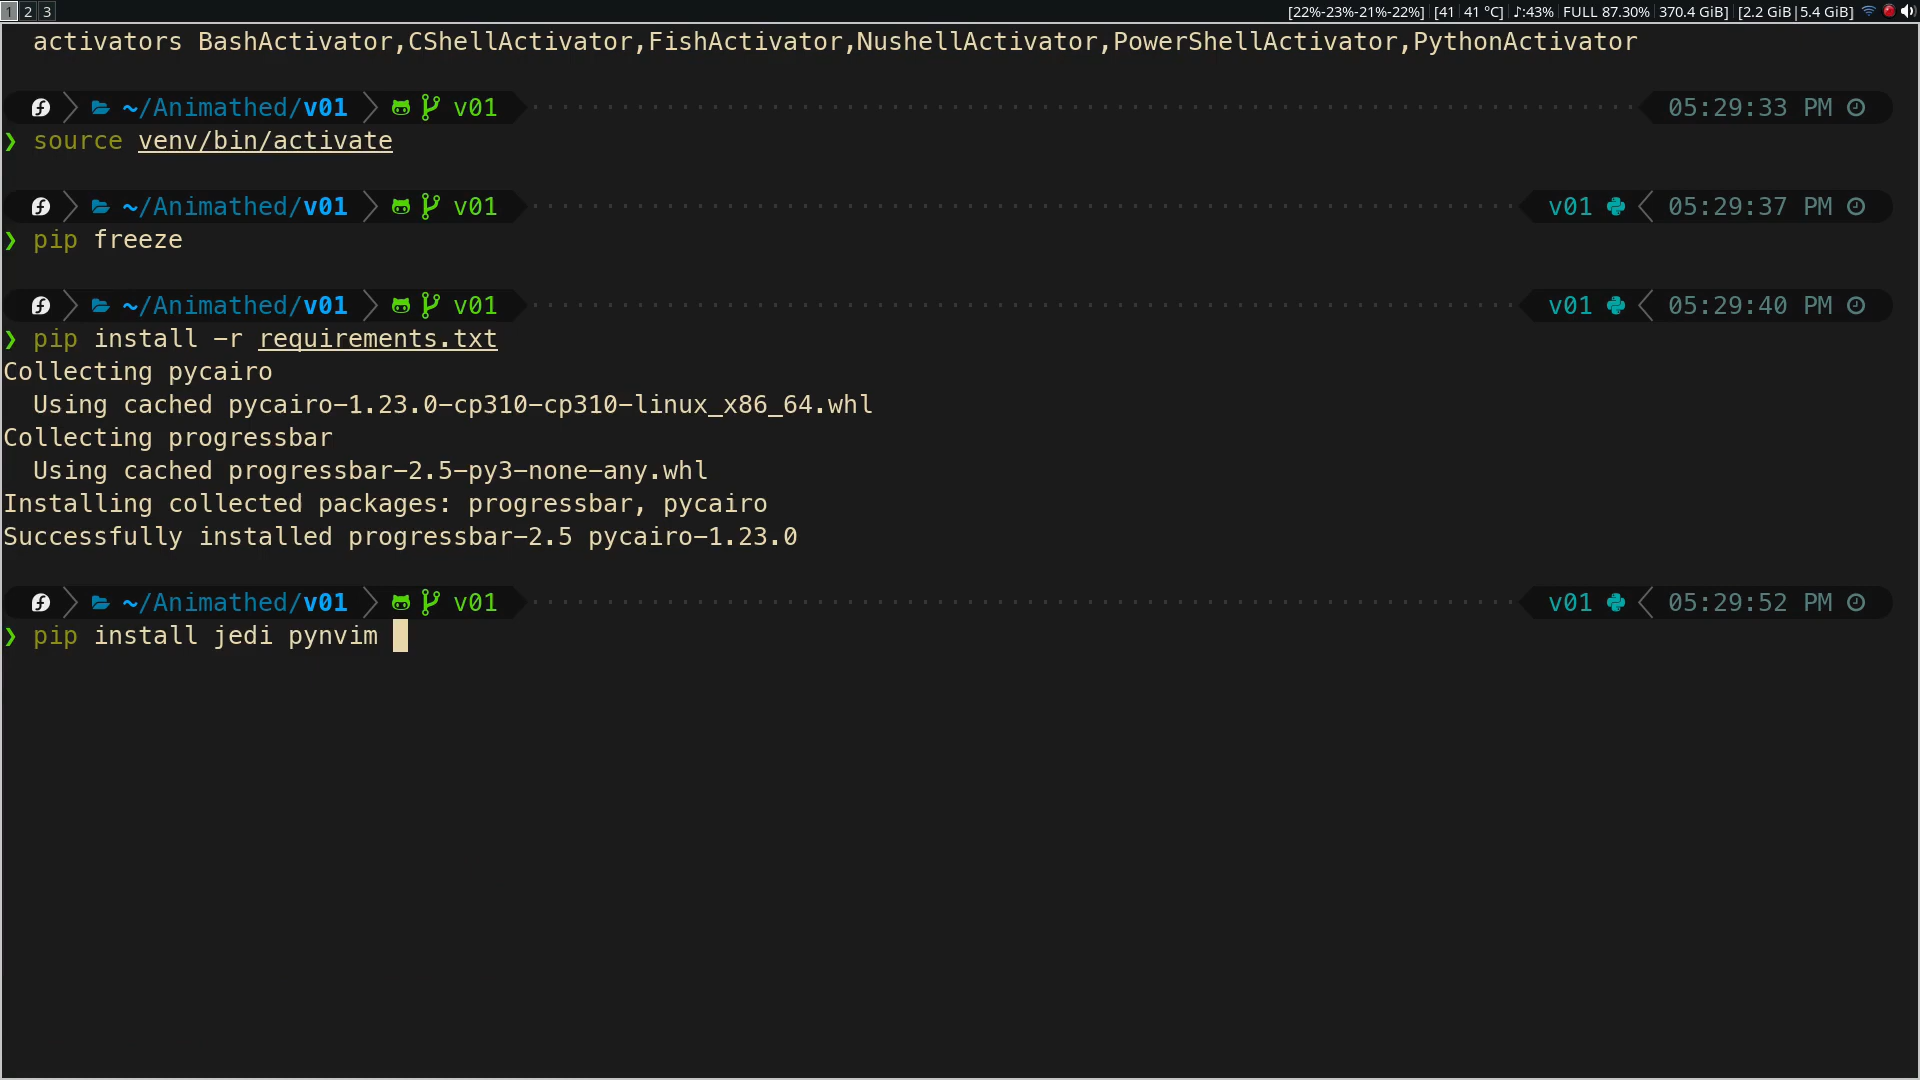 1 2 3 [22%-23%-21%-22%] [41 41 °C] ♪:43% FULL 87.30% 370.4 GiB] [2.2 GiB|5.4 GiB]
activators BashActivator,CShellActivator,FishActivator,NushellActivator,PowerShellActivator,PythonActivator
~/Animathed/v01 v01 05:29:33 PM
❯ source venv/bin/activate
~/Animathed/v01 v01 v01 05:29:37 PM
❯ pip freeze
~/Animathed/v01 v01 v01 05:29:40 PM
❯ pip install -r requirements.txt
Collecting pycairo
Using cached pycairo-1.23.0-cp310-cp310-linux_x86_64.whl
Collecting progressbar
Using cached progressbar-2.5-py3-none-any.whl
Installing collected packages: progressbar, pycairo
Successfully installed progressbar-2.5 pycairo-1.23.0
~/Animathed/v01 v01 v01 05:29:52 PM
❯ pip install jedi pynvim